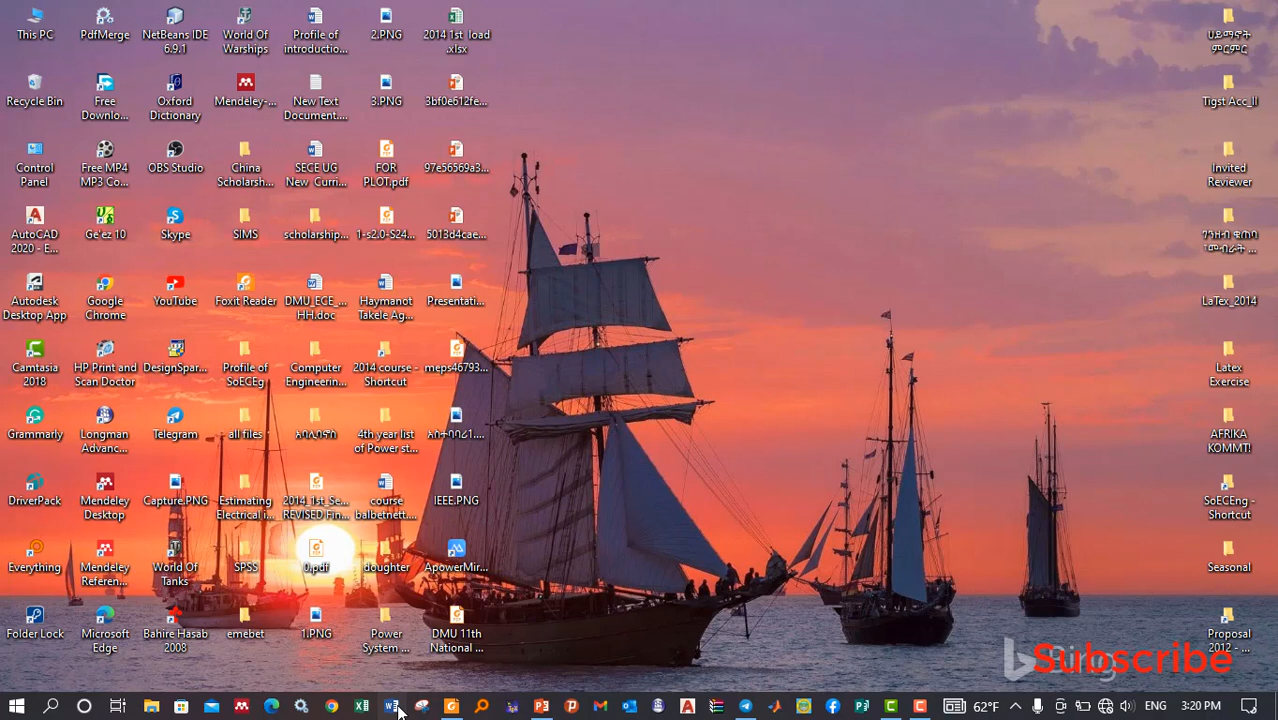 This PC
PdfMerge
NetBeans IDE
6.9.1
World Of
Warships
Profile of
introductio...
2.PNG
2014 1st load
.xlsx
ሀይማኖት
ምርምር
Recycle Bin
Free
Downlo...
Oxford
Dictionary
Mendeley-...
New Text
Document....
3.PNG
3bf0e612fe...
Tigst Acc_II
Control
Panel
Free MP4
MP3 Co...
OBS Studio
China
Scholarsh...
SECE UG
New Curri...
FOR
PLOT.pdf
97e56569a3...
Invited
Reviewer
AutoCAD
2020 - E...
Ge'ez 10
Skype
SIMS
scholarship...
1-s2.0-S24...
5013d4cae...
Autodesk
Desktop App
Google
Chrome
YouTube
Foxit Reader
DMU_ECE_...
HH.doc
Haymanot
Takele Ag...
Presentati...
LaTex_2014
Camtasia
2018
HP Print and
Scan Doctor
DesignSpar...
Profile of
SoECEg
Computer
Engineerin...
2014 course -
Shortcut
meps46793...
Latex
Exercise
Grammarly
Longman
Advanc...
Telegram
all files
4th year list
of Power st...
AFRIKA
KOMMT!
DriverPack
Mendeley
Desktop
Capture.PNG
Estimating
Electrical i...
2014_1st_Se...
REVISED Fin...
course
balbetnett....
IEEE.PNG
SoECEng -
Shortcut
Everything
Mendeley
Referen...
World Of
Tanks
SPSS
0.pdf
doughter
ApowerMir...
Seasonal
Folder Lock
Microsoft
Edge
Bahire Hasab
2008
emebet
1.PNG
Power
System ...
DMU 11th
National ...
Proposal
2012 - ...
Bing
Subscribe
62°F
ENG
3:20 PM